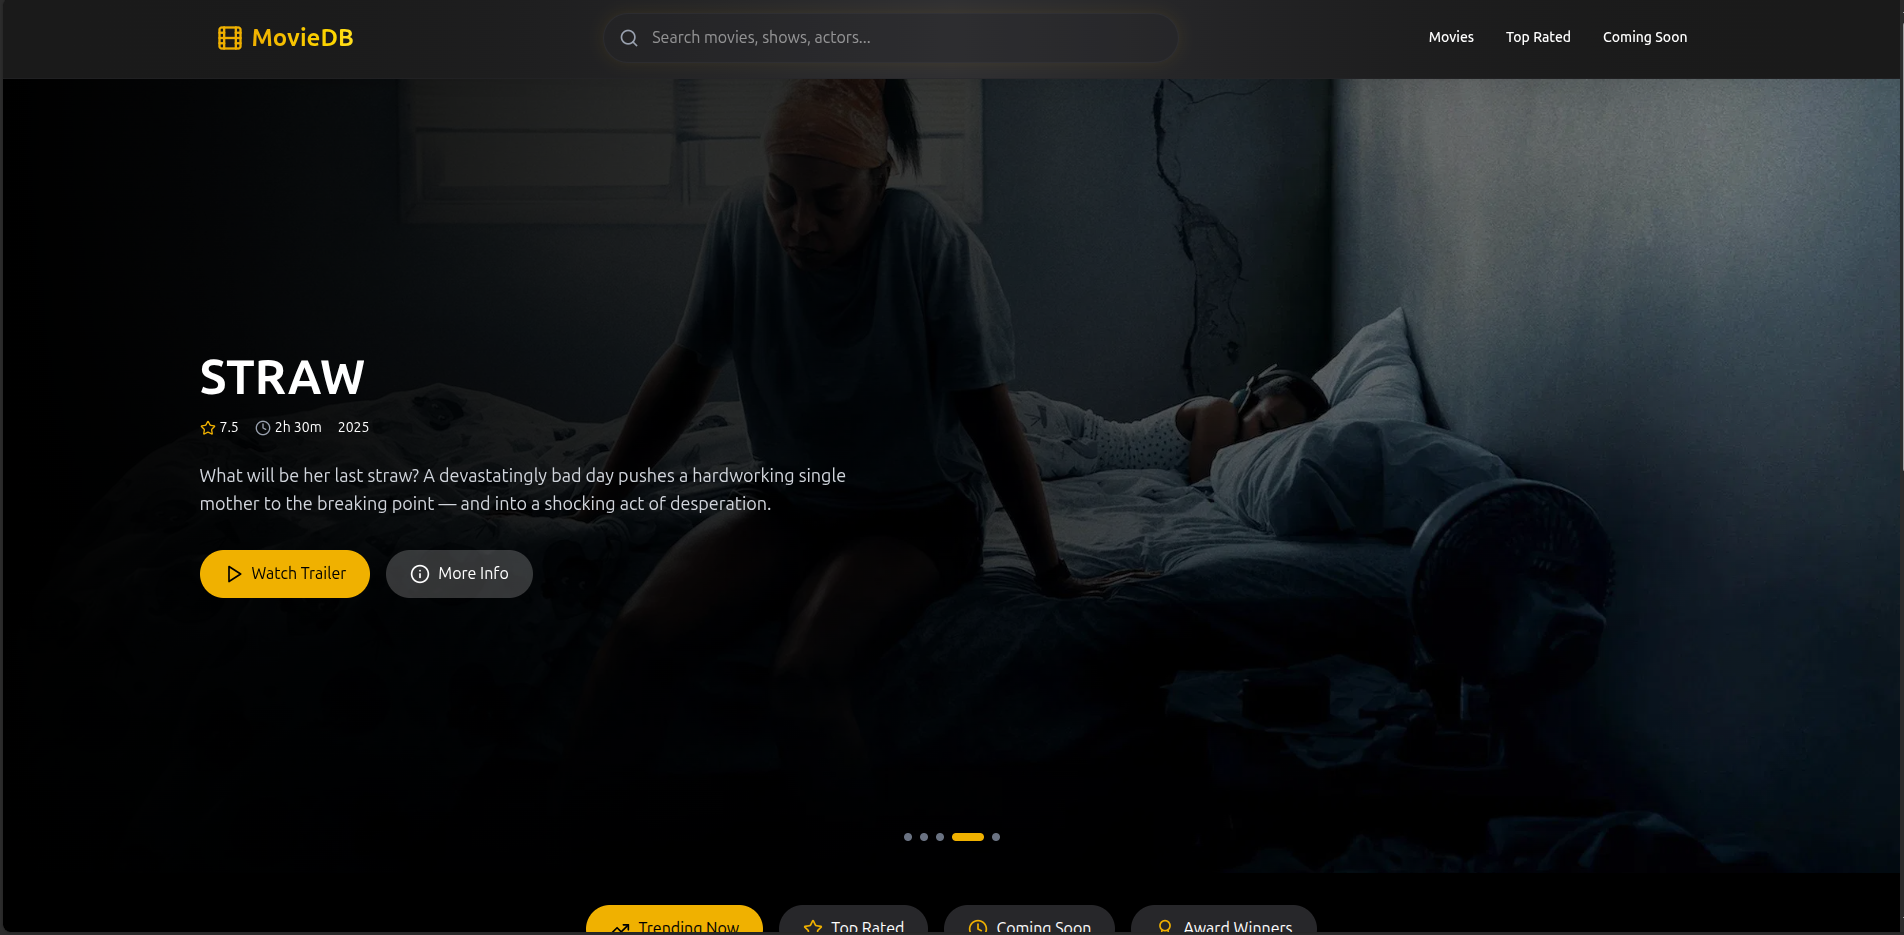 MovieDB
Search movies, shows, actors...
Movies
Top Rated
Coming Soon
STRAW
7.5 2h 30m 2025
What will be her last straw? A devastatingly bad day pushes a hardworking single
mother to the breaking point — and into a shocking act of desperation.
Watch Trailer
More Info
Trending Now
Top Rated
Coming Soon
Award Winners